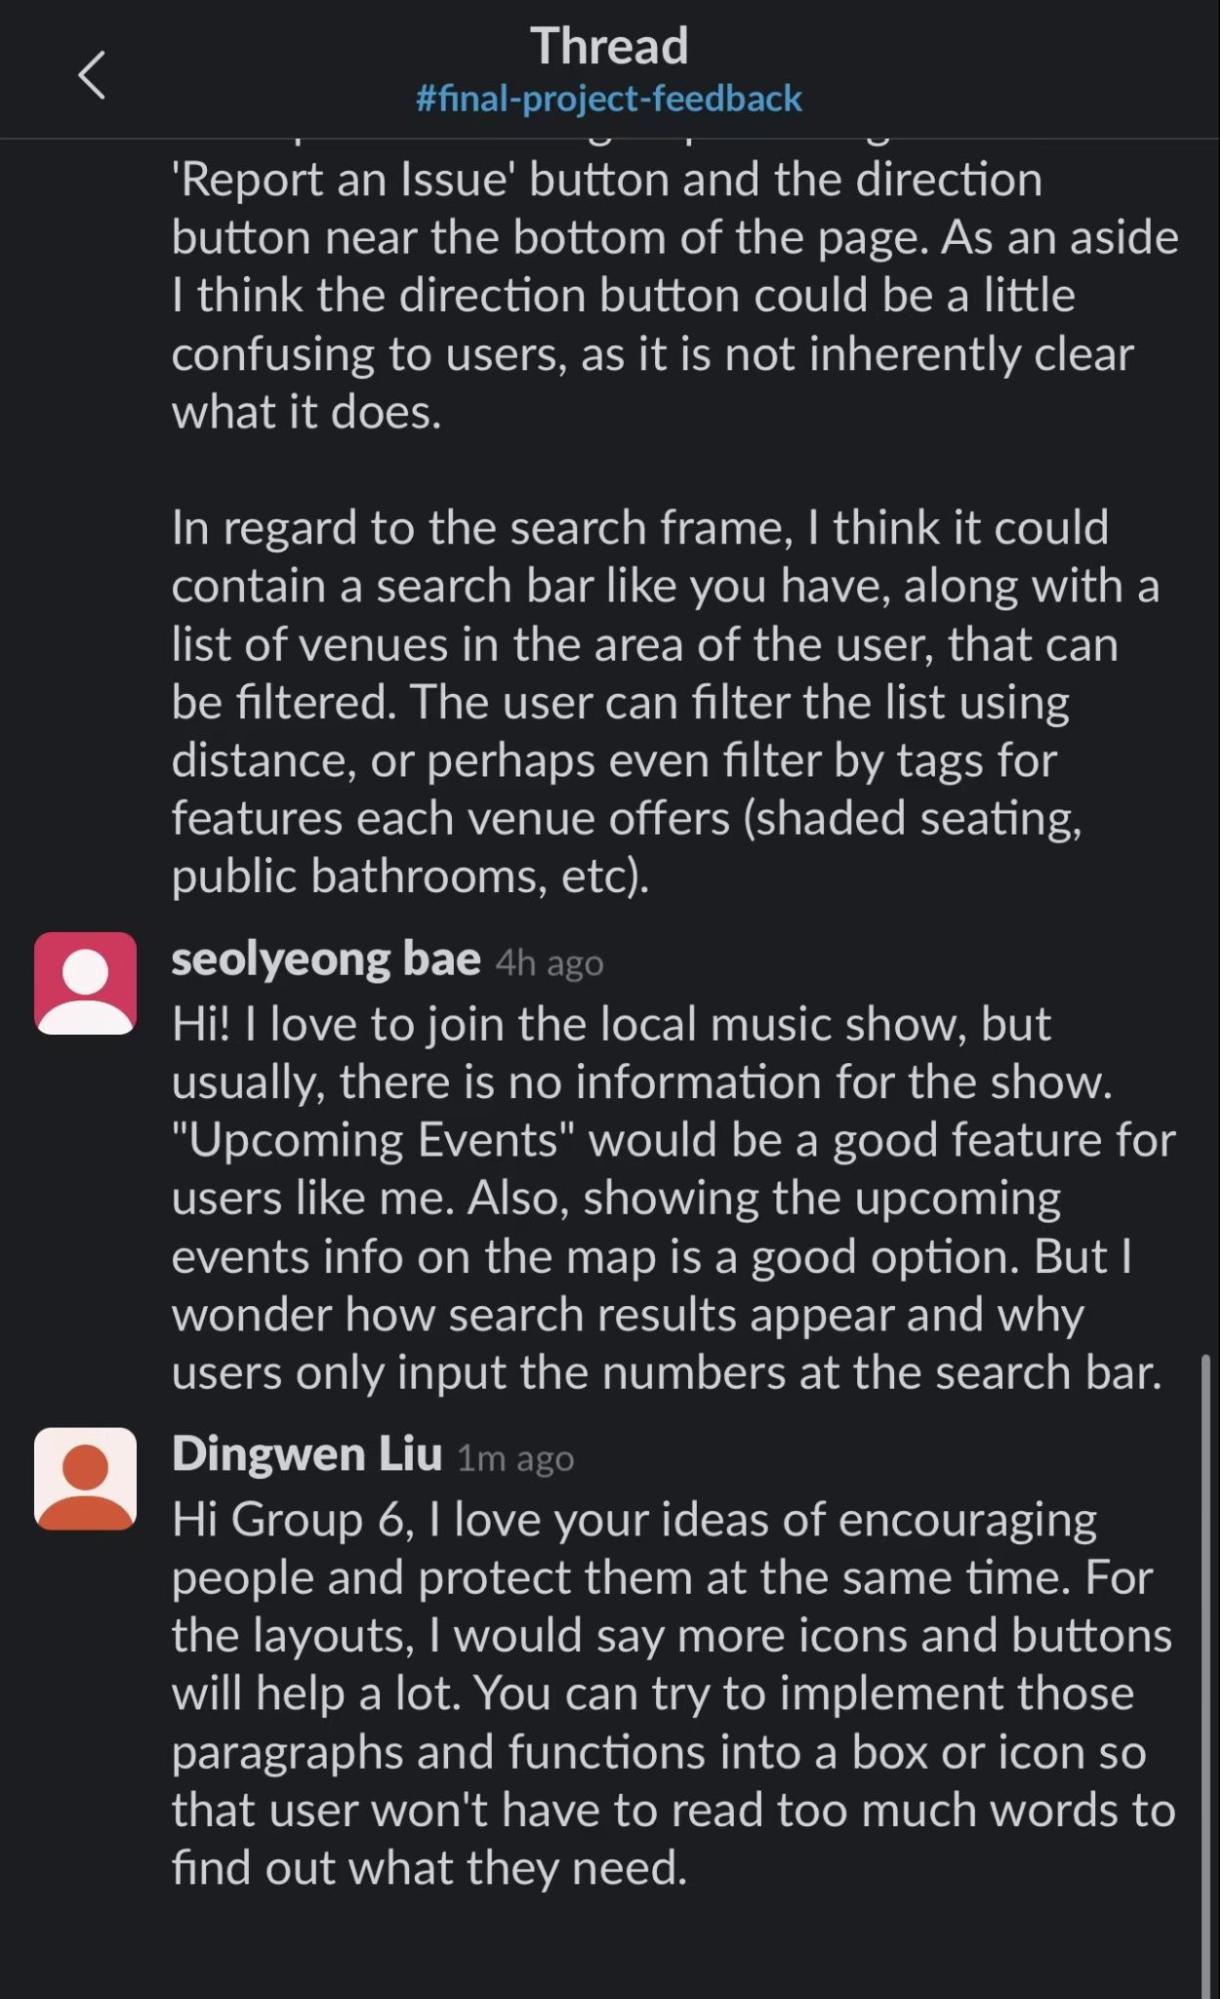 Thread
#final-project-feedback
'Report an Issue' button and the direction
button near the bottom of the page. As an aside
I think the direction button could be a little
confusing to users, as it is not inherently clear
what it does.
In regard to the search frame, I think it could
contain a search bar like you have, along with a
list of venues in the area of the user, that can
be filtered. The user can filter the list using
distance, or perhaps even filter by tags for
features each venue offers (shaded seating,
public bathrooms, etc).
seolyeong bae 4h ago
Hi! I love to join the local music show, but
usually, there is no information for the show.
"Upcoming Events" would be a good feature for
users like me. Also, showing the upcoming
events info on the map is a good option. But I
wonder how search results appear and why
users only input the numbers at the search bar.
Dingwen Liu 1m ago
Hi Group 6, I love your ideas of encouraging
people and protect them at the same time. For
the layouts, I would say more icons and buttons
will help a lot. You can try to implement those
paragraphs and functions into a box or icon so
that user won't have to read too much words to
find out what they need.